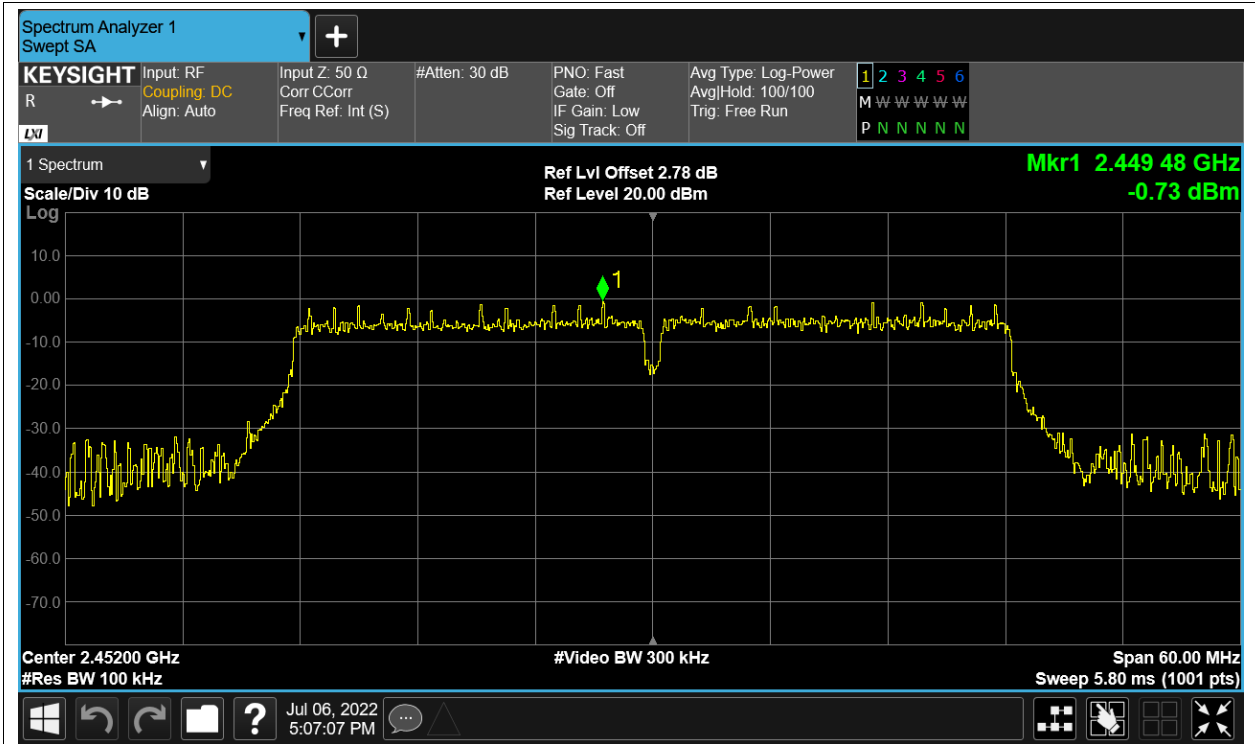 Spectrum Analyzer 1
Swept SA
KEYSIGHT
R
LXI
Input: RF
Coupling: DC
Align: Auto
Input Z: 50 Ω
Corr CCorr
Freq Ref: Int (S)
#Atten: 30 dB
PNO: Fast
Gate: Off
IF Gain: Low
Sig Track: Off
Avg Type: Log-Power
Avg|Hold: 100/100
Trig: Free Run
1 2 3 4 5 6
M W W W W W
P N N N N N
1 Spectrum
Scale/Div 10 dB
Log
Ref Lvl Offset 2.78 dB
Ref Level 20.00 dBm
Mkr1 2.449 48 GHz
-0.73 dBm
1
10.0
0.00
-10.0
-20.0
-30.0
-40.0
-50.0
-60.0
-70.0
Center 2.45200 GHz
#Res BW 100 kHz
#Video BW 300 kHz
Span 60.00 MHz
Sweep 5.80 ms (1001 pts)
?
Jul 06, 2022
5:07:07 PM